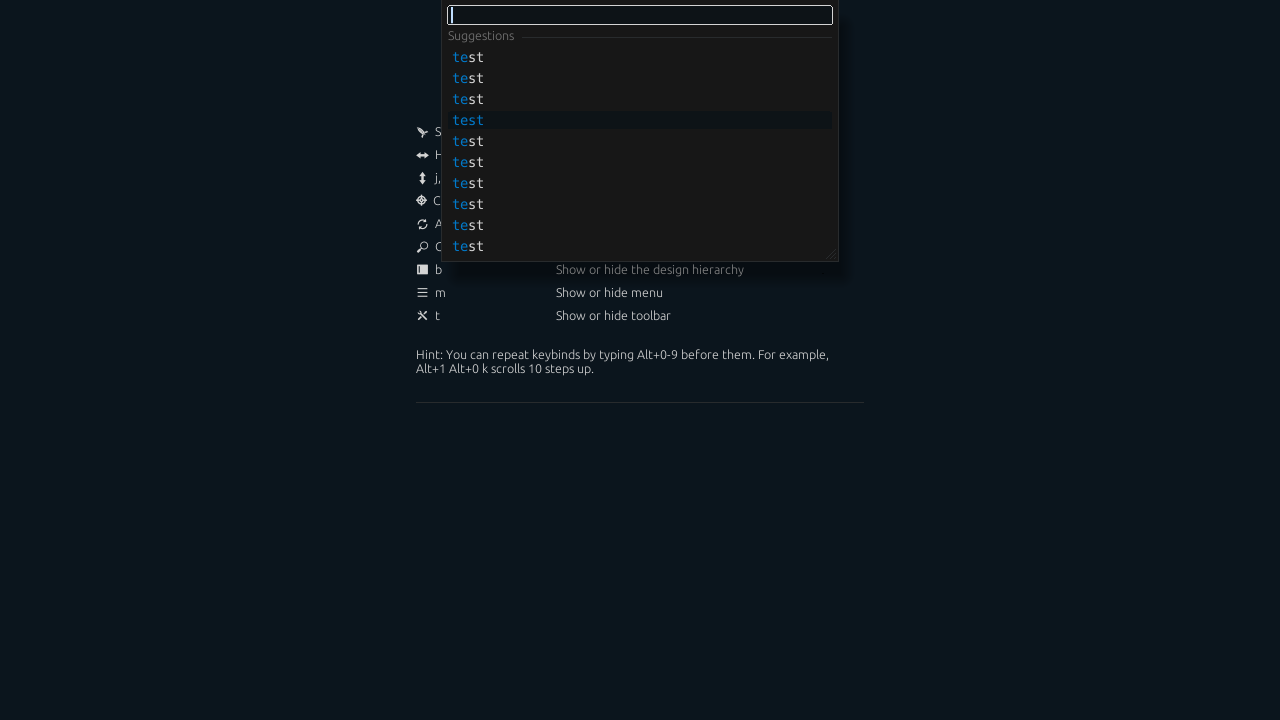 Suggestions
test
test
test
test
test
test
test
test
test
test
b Show or hide the design hierarchy
m Show or hide menu
t Show or hide toolbar
Hint: You can repeat keybinds by typing Alt+0-9 before them. For example,
Alt+1 Alt+0 k scrolls 10 steps up.